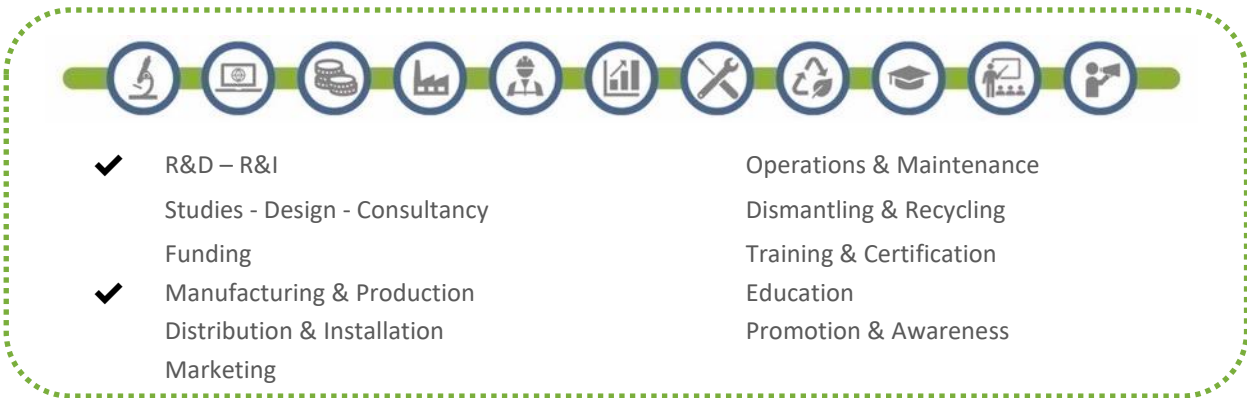 ✔ R&D – R&I
Studies - Design - Consultancy
Funding
✔ Manufacturing & Production
Distribution & Installation
Marketing
Operations & Maintenance
Dismantling & Recycling
Training & Certification
Education
Promotion & Awareness